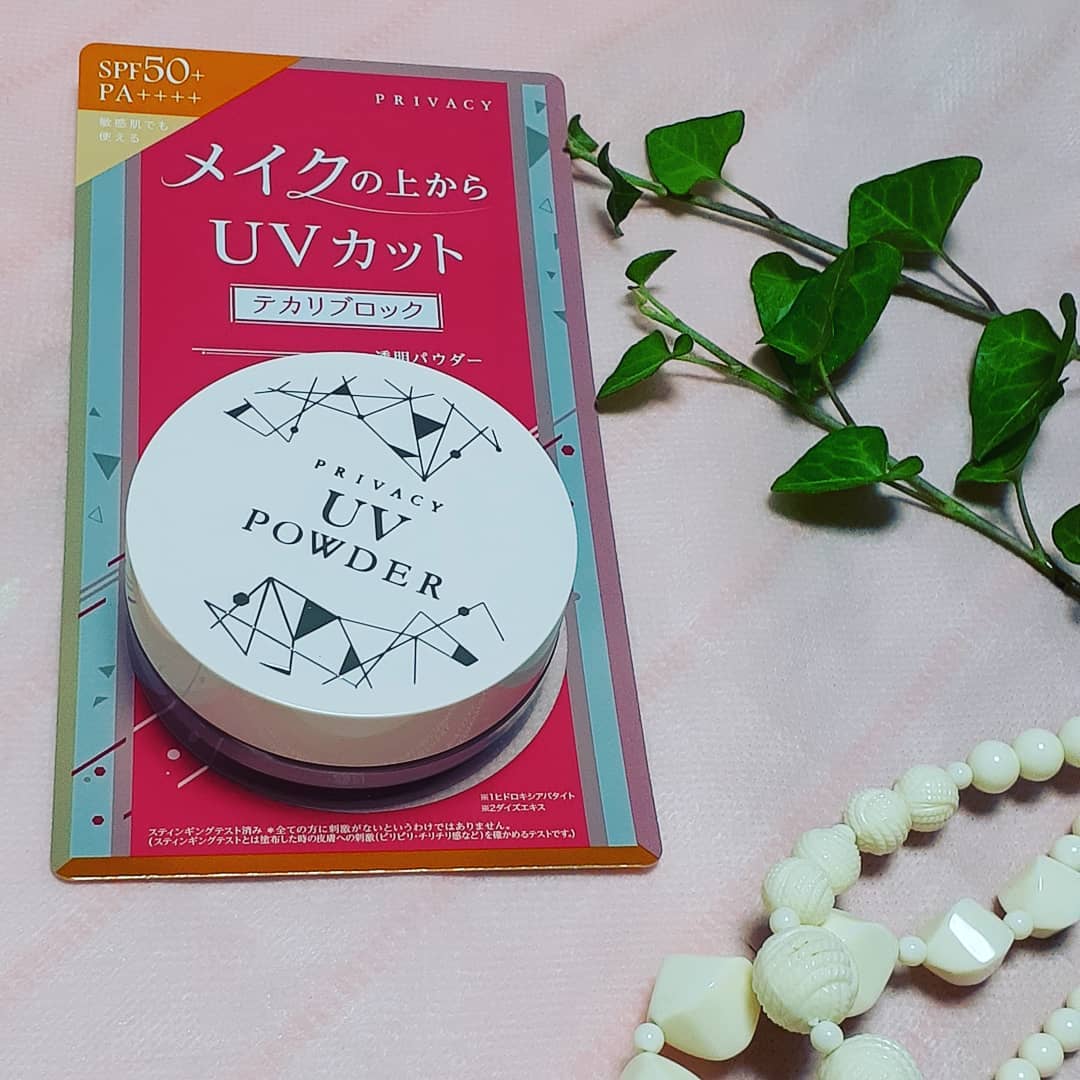 SPF50+
PA++++
敏感肌でも
使える
PRIVACY
メイクの上から
UVカット
テカリブロック
透明パウダー
PRIVACY
UV
POWDER
※1ヒドロキシアパタイト
※2ダイズエキス
スティンギングテスト済み ＊全ての方に刺激がないというわけではありません。
(スティンギングテストとは塗布した時の皮膚への刺激(ピリピリ・チリチリ感など)を確かめるテストです。)